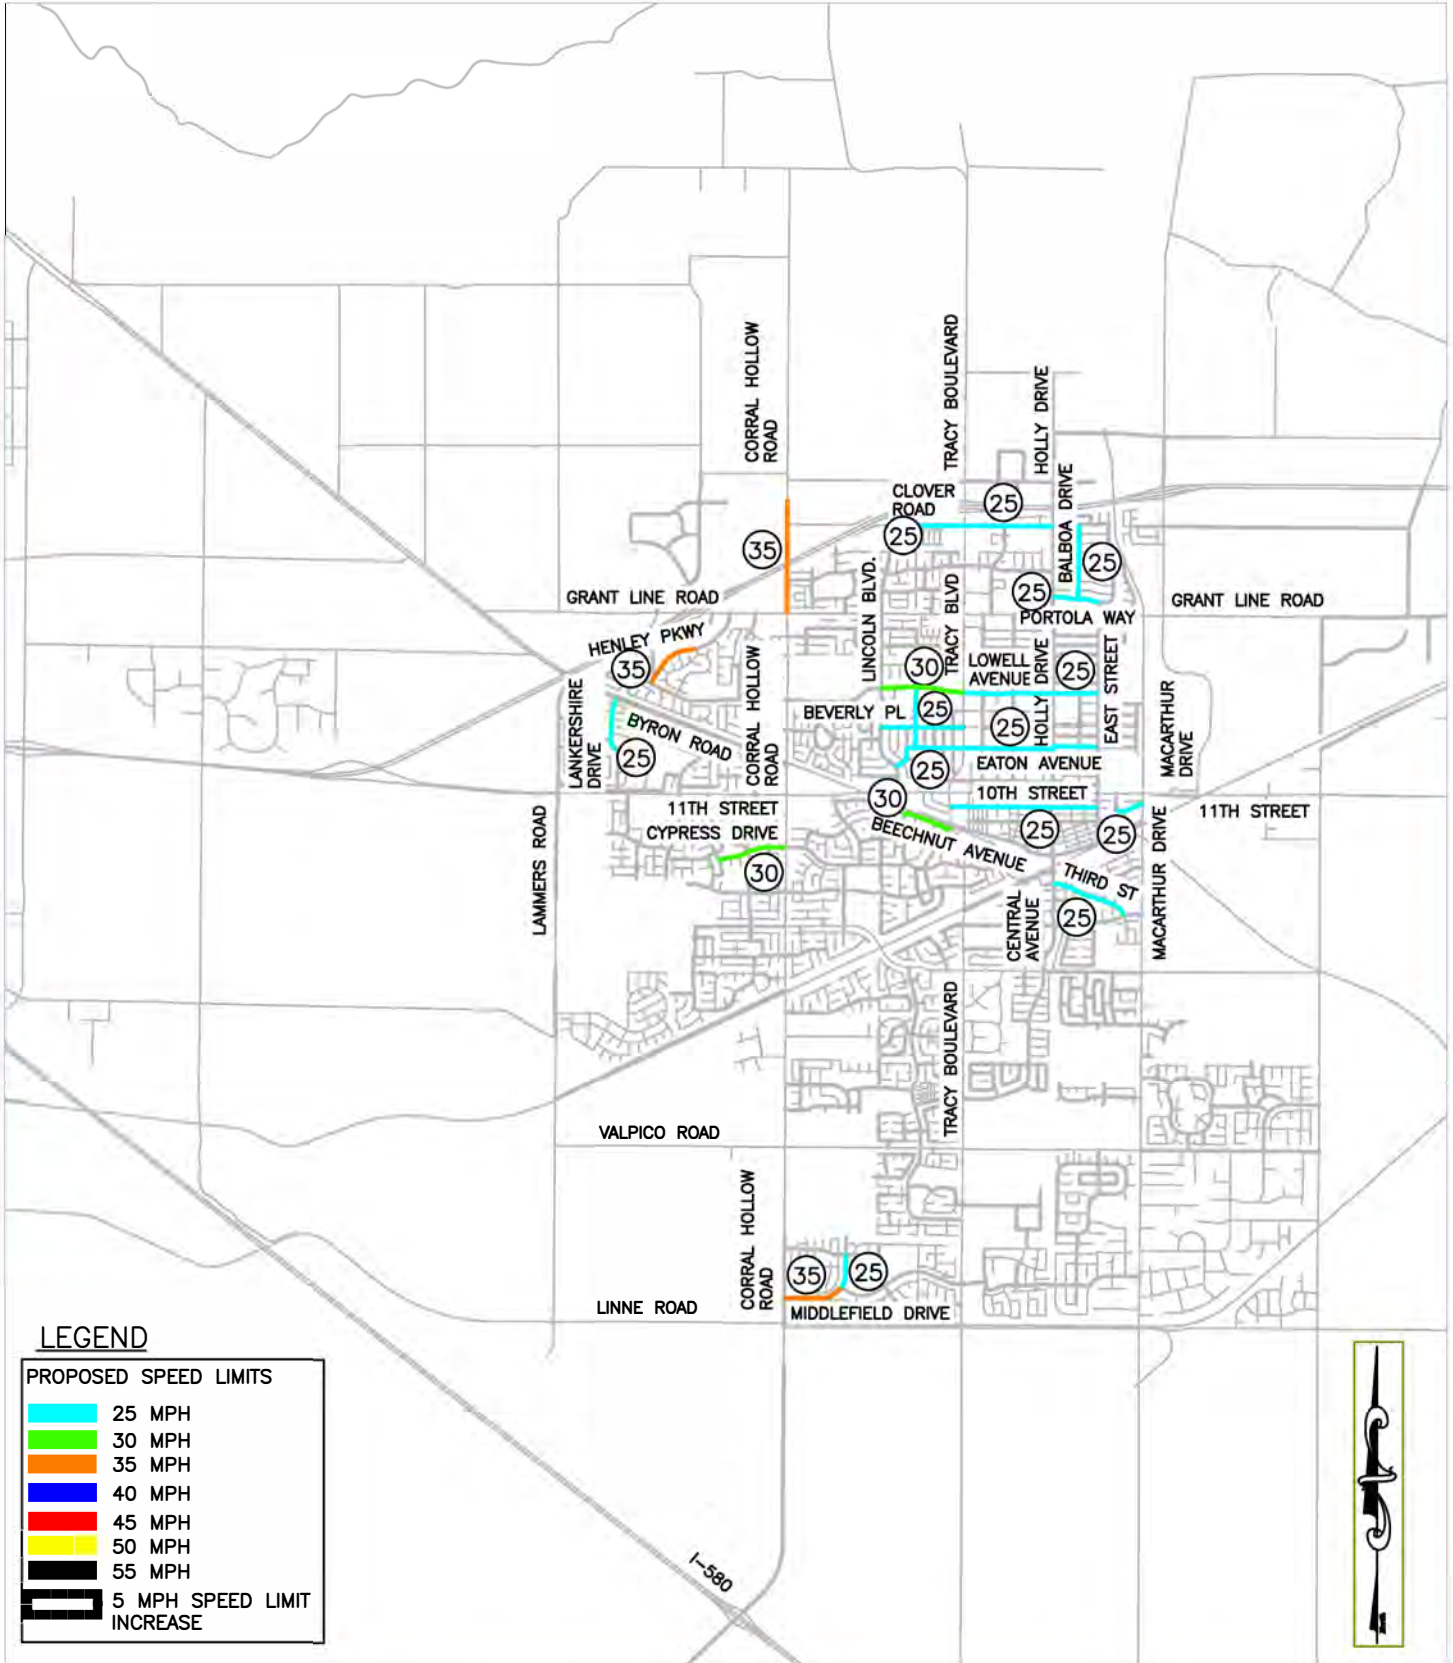 CORRAL HOLLOW
ROAD
TRACY BOULEVARD
HOLLY DRIVE
CLOVER
ROAD
25
25
BALBOA DRIVE
35
25
LINCOLN BLVD.
TRACY BLVD
25
GRANT LINE ROAD
GRANT LINE ROAD
PORTOLA WAY
HENLEY PKWY
35
30
LOWELL
AVENUE
HOLLY DRIVE
25
EAST STREET
CORRAL HOLLOW
ROAD
BEVERLY PL
25
25
LANKERSHIRE
DRIVE
BYRON ROAD
25
MACARTHUR
DRIVE
25
EATON AVENUE
30
10TH STREET
11TH STREET
11TH STREET
LAMMERS ROAD
CYPRESS DRIVE
30
BEECHNUT AVENUE
25
25
MACARTHUR DRIVE
THIRD ST
25
CENTRAL
AVENUE
TRACY BOULEVARD
VALPICO ROAD
CORRAL HOLLOW
ROAD
35
25
LINNE ROAD
MIDDLEFIELD DRIVE
I-580
LEGEND
PROPOSED SPEED LIMITS
25 MPH
30 MPH
35 MPH
40 MPH
45 MPH
50 MPH
55 MPH
5 MPH SPEED LIMIT
INCREASE